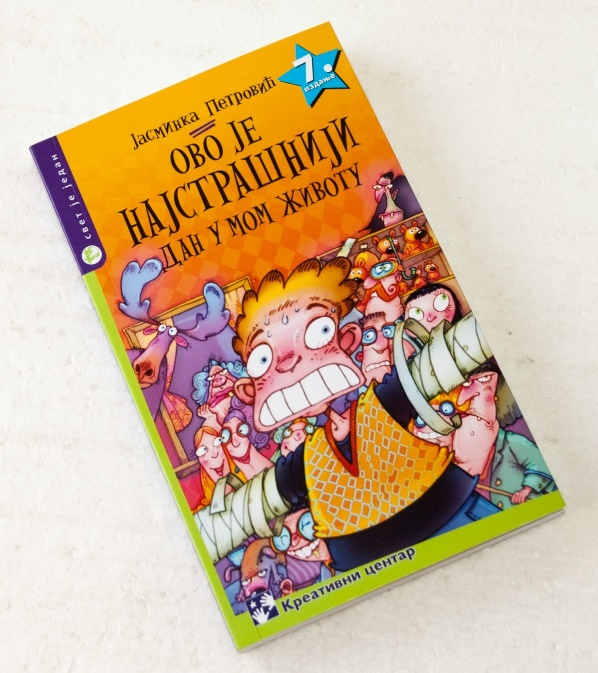 свет је један
7.
издање
Јасминка Петровић
ОВО ЈЕ
НАЈСТРАШНИЈИ
ДАН У МОМ ЖИВОТУ
Креативни центар